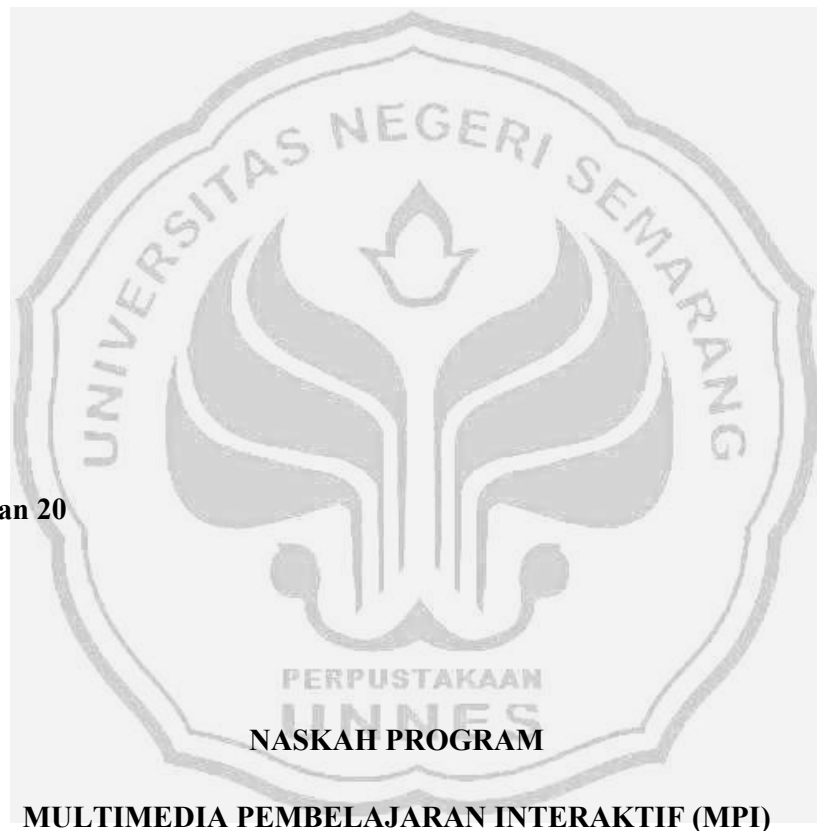 UNIVERSITAS NEGERI SEMARANG
an 20
PERPUSTAKAAN
UNNES
NASKAH PROGRAM
MULTIMEDIA PEMBELAJARAN INTERAKTIF (MPI)